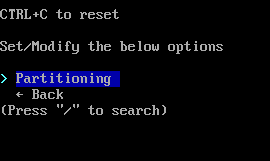 CTRL+C to reset
Set/Modify the below options
> Partitioning
← Back
(Press "/" to search)